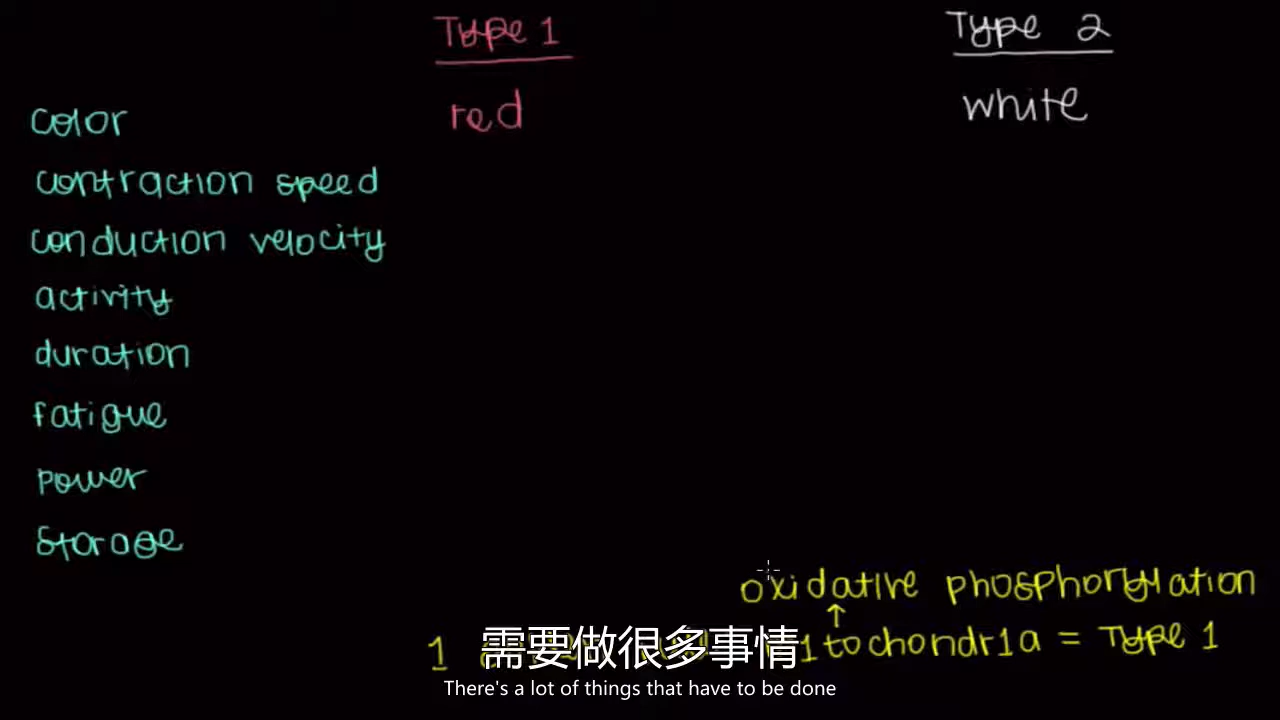 Type 1 Type 2
color red white
contraction speed
conduction velocity
activity
duration
fatigue
power
storage
oxidative phosphorylation
↑
1 = Type 1
需要做很多事情
There's a lot of things that have to be done